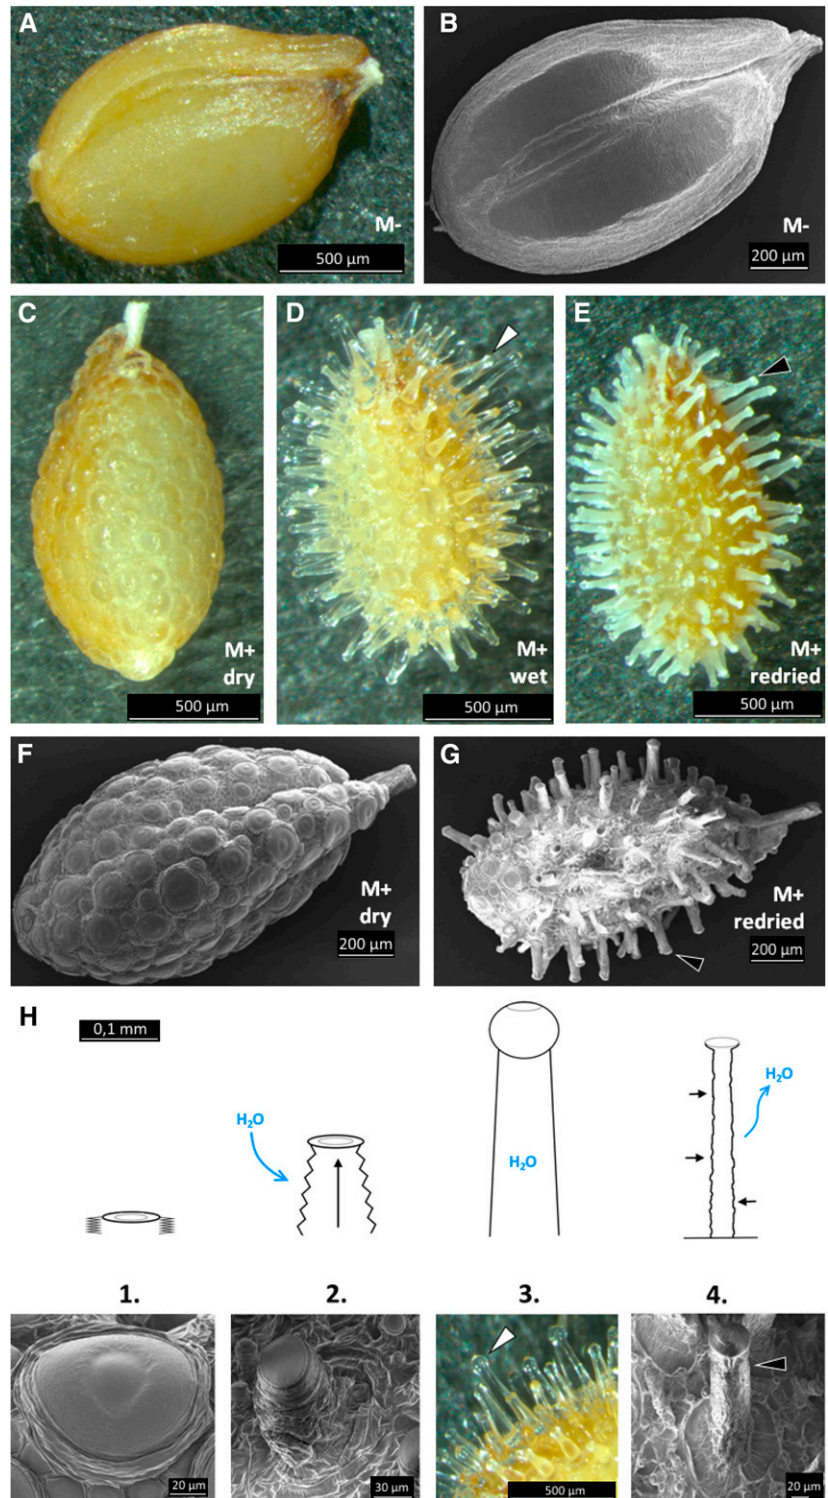 A
M-
500 µm
B
M-
200 µm
C
M+
dry
500 µm
D
M+
wet
500 µm
E
M+
redried
500 µm
F
M+
dry
200 µm
G
M+
redried
200 µm
H
0,1 mm
H₂O
H₂O
H₂O
1.
2.
3.
4.
20 µm
30 µm
500 µm
20 µm